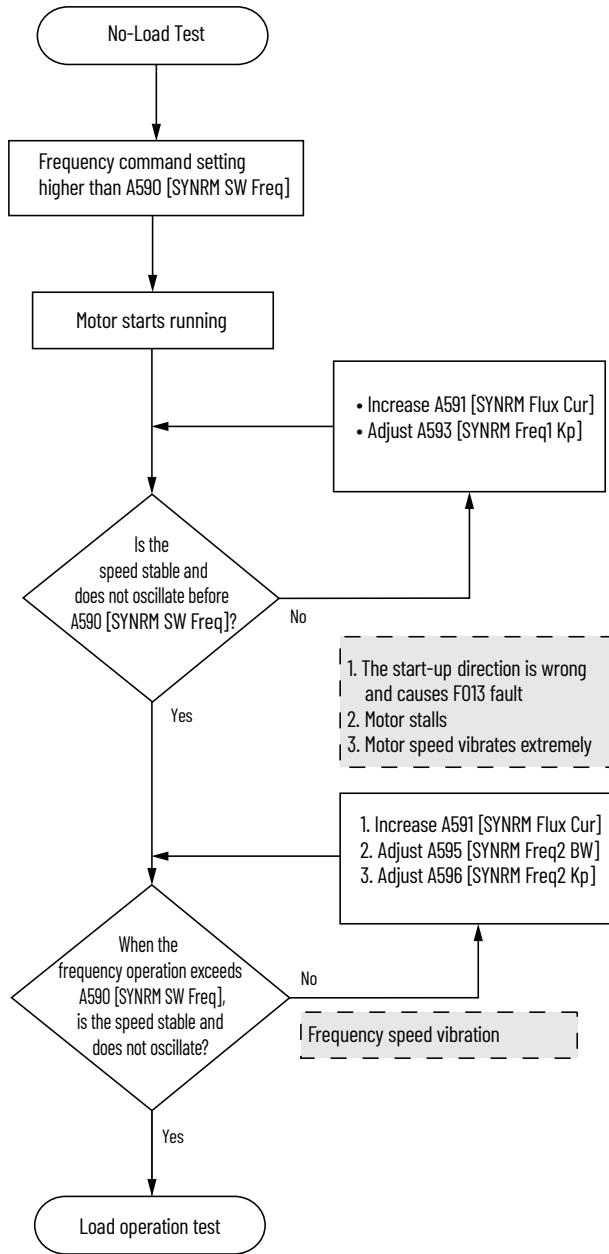 No-Load Test
Frequency command setting
higher than A590 [SYNRM SW Freq]
Motor starts running
• Increase A591 [SYNRM Flux Cur]
• Adjust A593 [SYNRM Freq1 Kp]
Is the
speed stable and
does not oscillate before
A590 [SYNRM SW Freq]?
No
Yes
1. The start-up direction is wrong
and causes F013 fault
2. Motor stalls
3. Motor speed vibrates extremely
1. Increase A591 [SYNRM Flux Cur]
2. Adjust A595 [SYNRM Freq2 BW]
3. Adjust A596 [SYNRM Freq2 Kp]
When the
frequency operation exceeds
A590 [SYNRM SW Freq],
is the speed stable and
does not oscillate?
No
Frequency speed vibration
Yes
Load operation test